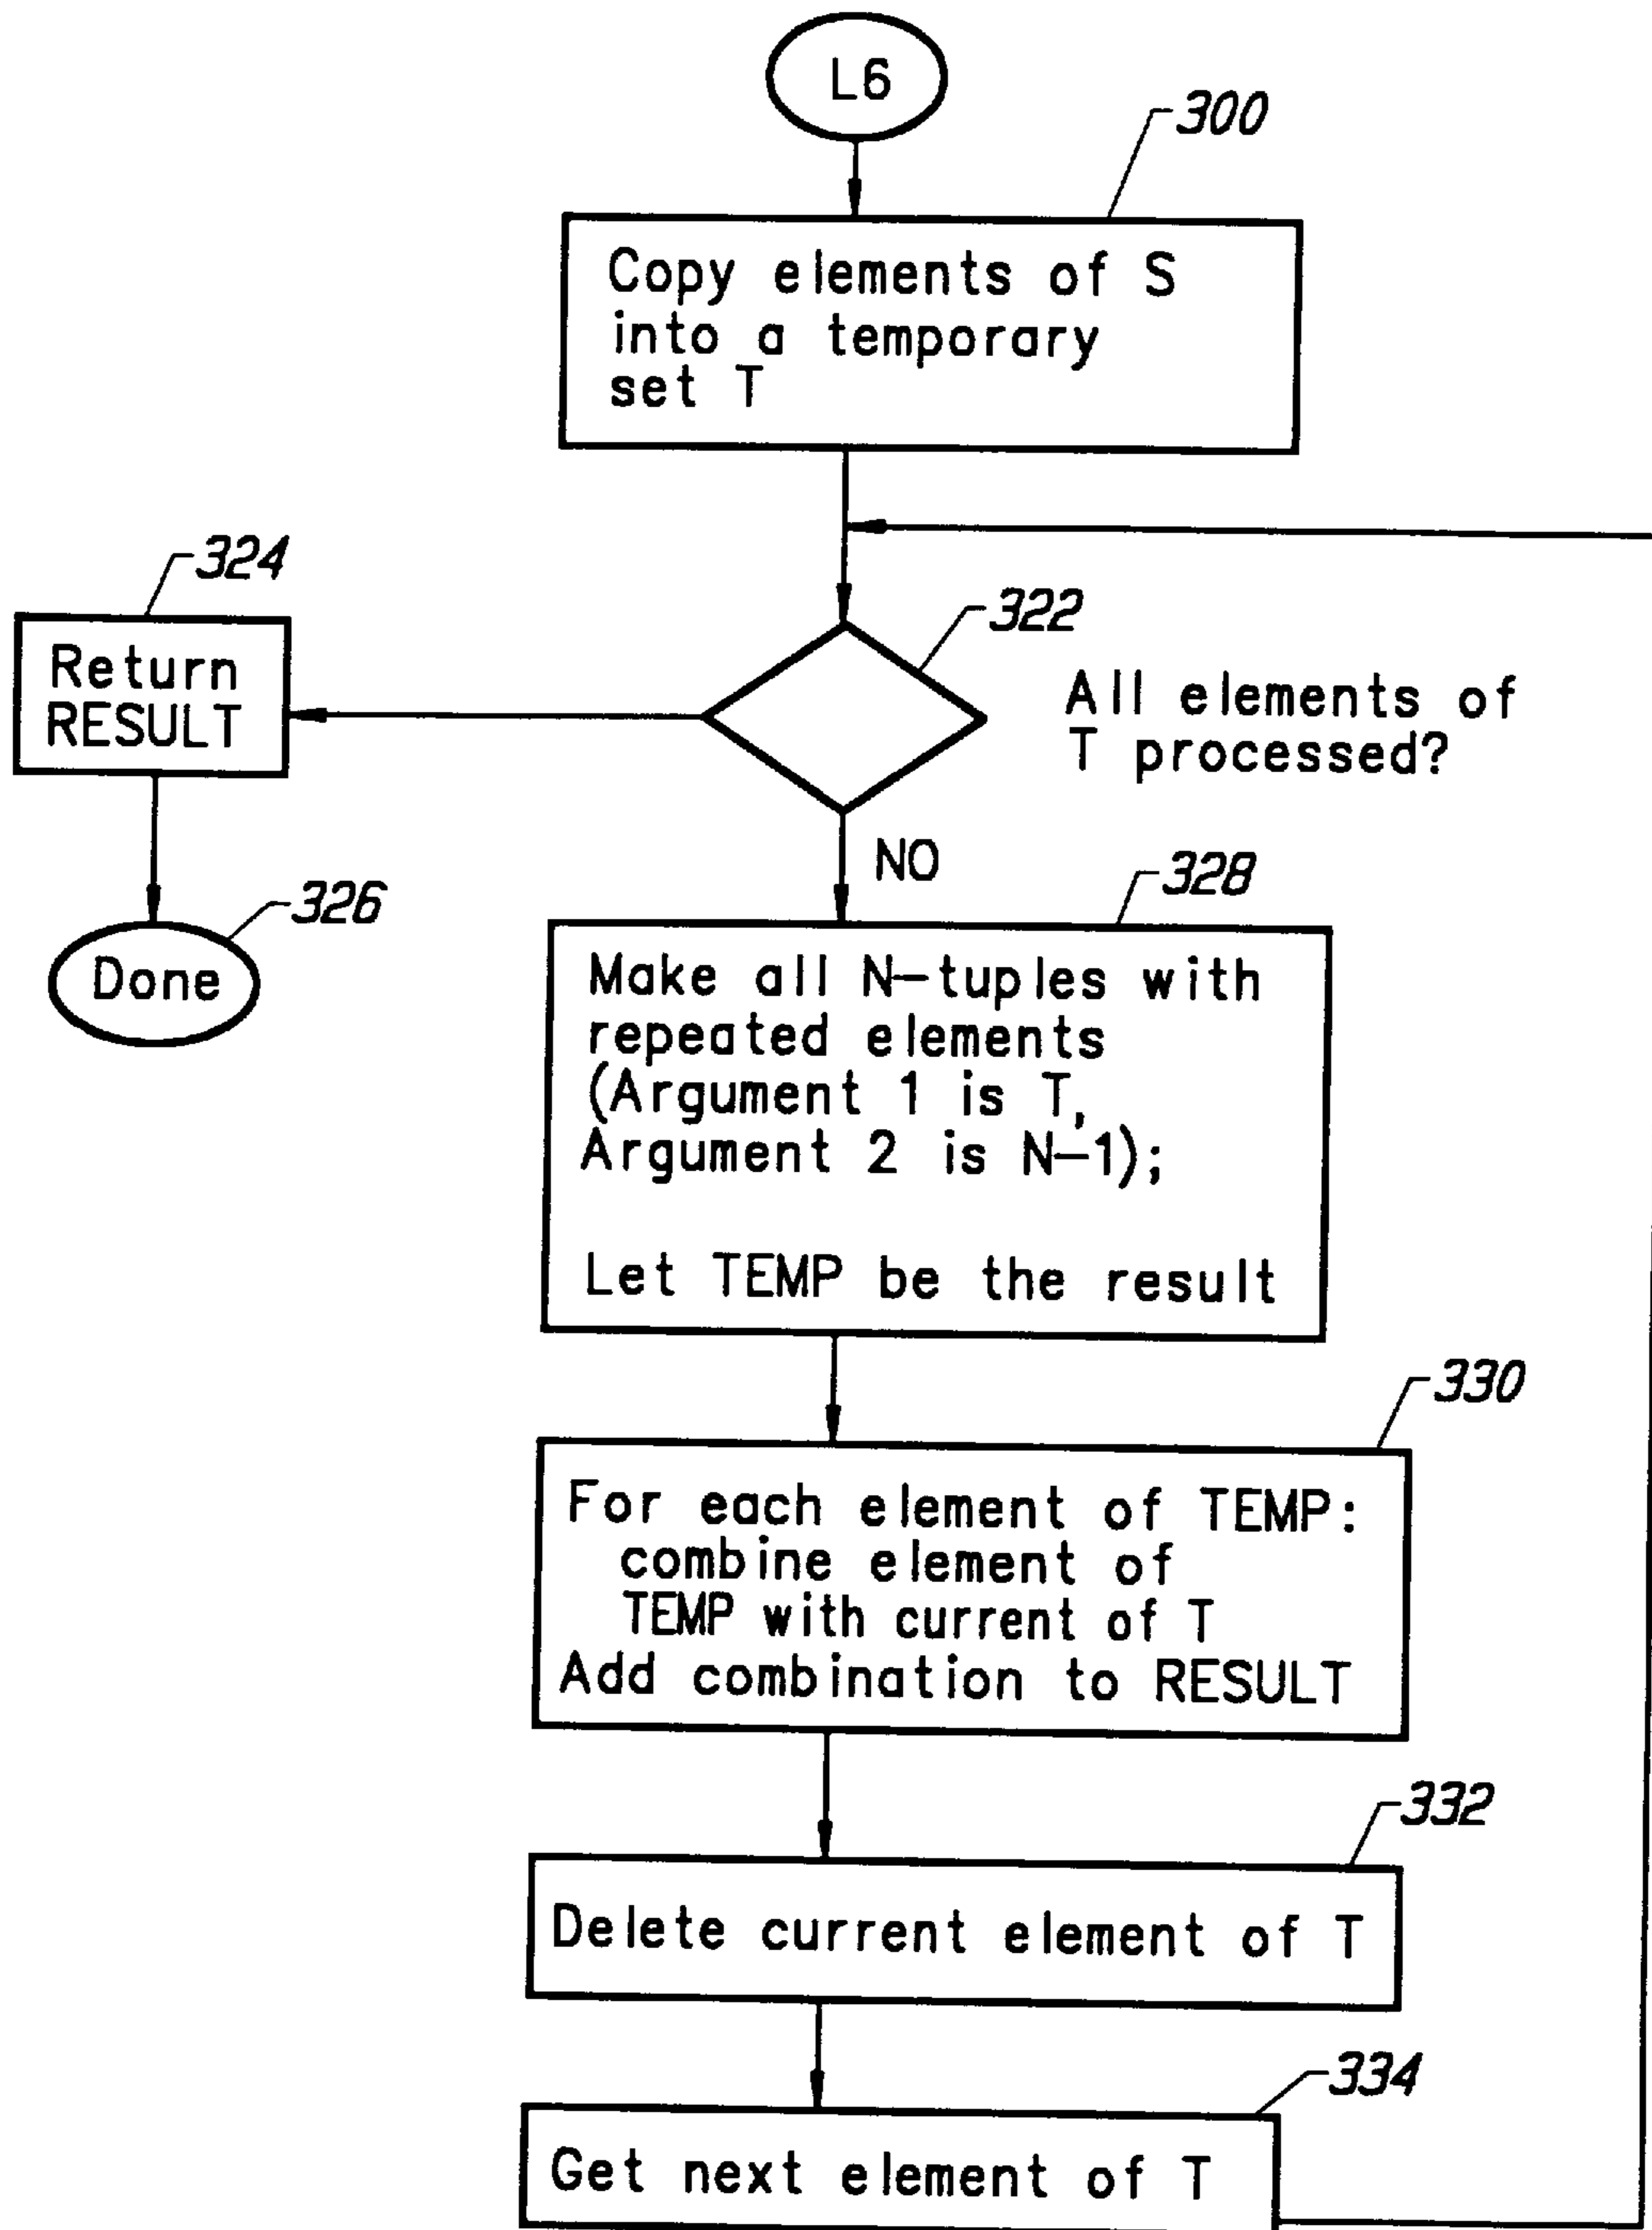 L6
300
Copy elements of S
into a temporary
set T
324
322
Return
RESULT
All elements of
T processed?
NO
328
326
Done
Make all N-tuples with
repeated elements
(Argument 1 is T,
Argument 2 is N-1);
Let TEMP be the result
330
For each element of TEMP:
combine element of
TEMP with current of T
Add combination to RESULT
332
Delete current element of T
334
Get next element of T